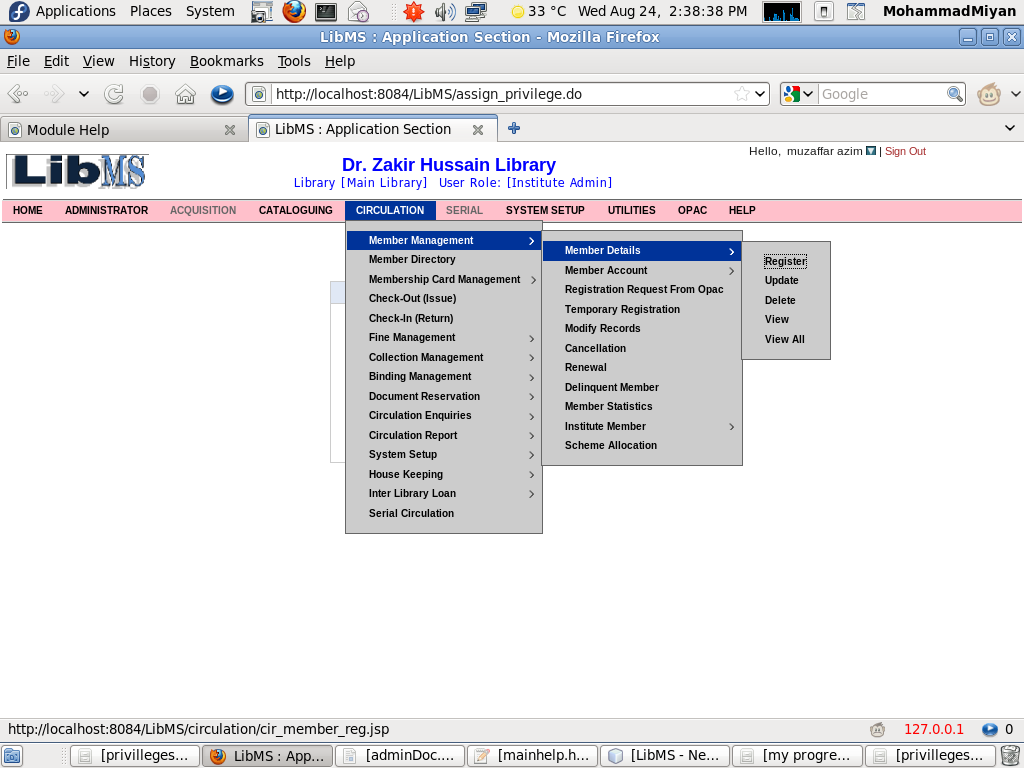 Applications Places System 33 °C Wed Aug 24, 2:38:38 PM MohammadMiyan
LibMS : Application Section - Mozilla Firefox
File Edit View History Bookmarks Tools Help
http://localhost:8084/LibMS/assign_privilege.do Google
Module Help LibMS : Application Section
Hello, muzaffar azim | Sign Out
LibMS Dr. Zakir Hussain Library
Library [Main Library] User Role: [Institute Admin]
HOME ADMINISTRATOR ACQUISITION CATALOGUING CIRCULATION SERIAL SYSTEM SETUP UTILITIES OPAC HELP
Member Management
Member Directory
Membership Card Management
Check-Out (Issue)
Check-In (Return)
Fine Management
Collection Management
Binding Management
Document Reservation
Circulation Enquiries
Circulation Report
System Setup
House Keeping
Inter Library Loan
Serial Circulation
Member Details
Member Account
Registration Request From Opac
Temporary Registration
Modify Records
Cancellation
Renewal
Delinquent Member
Member Statistics
Institute Member
Scheme Allocation
Register
Update
Delete
View
View All
http://localhost:8084/LibMS/circulation/cir_member_reg.jsp 127.0.0.1 0
[privilleges... LibMS : App... [adminDoc.... [mainhelp.h... [LibMS - Ne... [my progre... [privilleges...